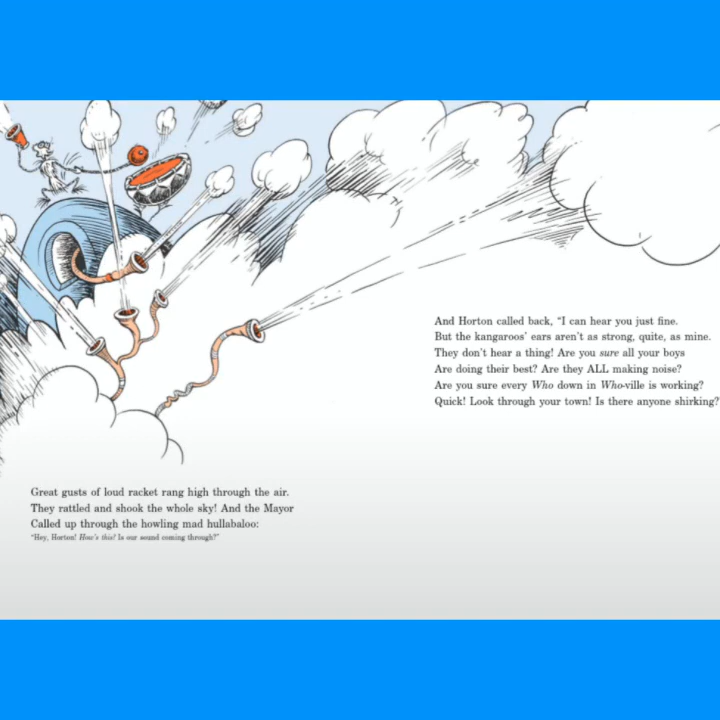 Great gusts of loud racket rang high through the air.
They rattled and shook the whole sky! And the Mayor
Called up through the howling mad hullabaloo:
"Hey, Horton! How's this? Is our sound coming through?"
And Horton called back, "I can hear you just fine.
But the kangaroos' ears aren't as strong, quite, as mine.
They don't hear a thing! Are you sure all your boys
Are doing their best? Are they ALL making noise?
Are you sure every Who down in Who-ville is working?
Quick! Look through your town! Is there anyone shirking?"